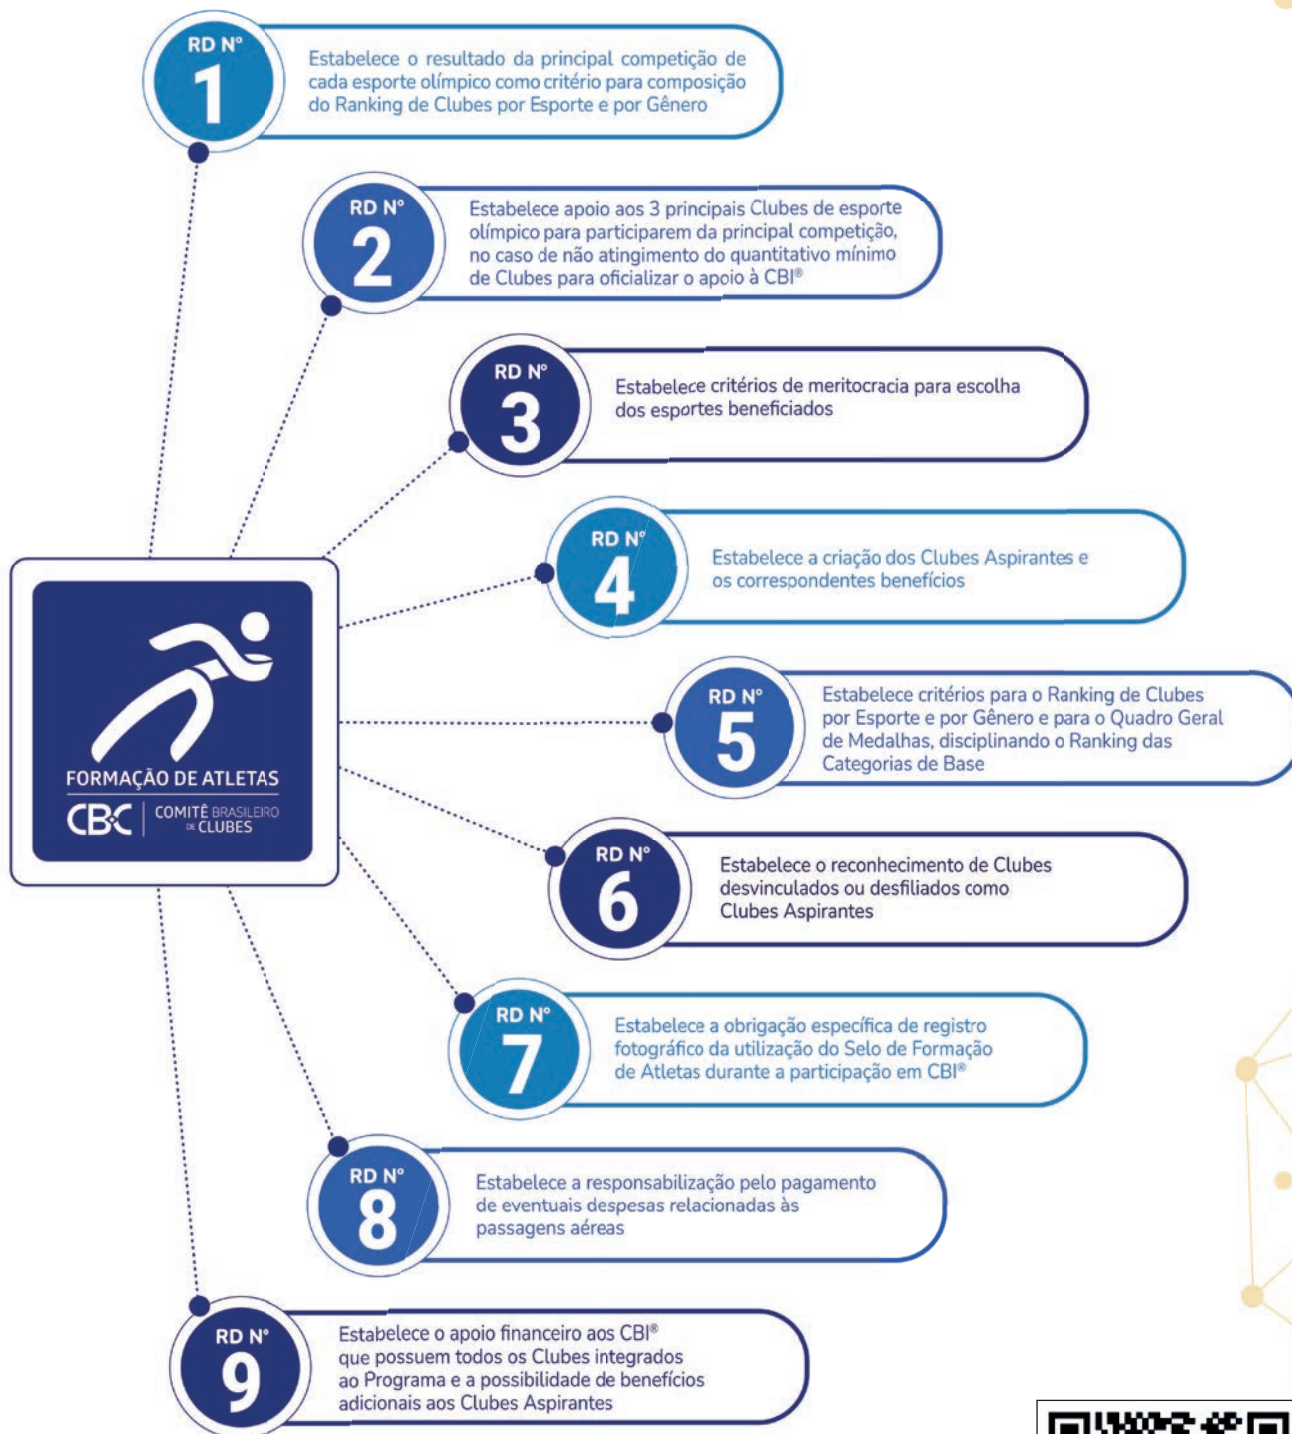 RD Nº
1
Estabelece o resultado da principal competição de
cada esporte olímpico como critério para composição
do Ranking de Clubes por Esporte e por Gênero
RD Nº
2
Estabelece apoio aos 3 principais Clubes de esporte
olímpico para participarem da principal competição,
no caso de não atingimento do quantitativo mínimo
de Clubes para oficializar o apoio à CBI®
RD Nº
3
Estabelece critérios de meritocracia para escolha
dos esportes beneficiados
RD Nº
4
Estabelece a criação dos Clubes Aspirantes e
os correspondentes benefícios
RD Nº
5
Estabelece critérios para o Ranking de Clubes
por Esporte e por Gênero e para o Quadro Geral
de Medalhas, disciplinando o Ranking das
Categorias de Base
FORMAÇÃO DE ATLETAS
CBC
COMITÊ BRASILEIRO
DE CLUBES
RD Nº
6
Estabelece o reconhecimento de Clubes
desvinculados ou desfiliados como
Clubes Aspirantes
RD Nº
7
Estabelece a obrigação específica de registro
fotográfico da utilização do Selo de Formação
de Atletas durante a participação em CBI®
RD Nº
8
Estabelece a responsabilização pelo pagamento
de eventuais despesas relacionadas às
passagens aéreas
RD Nº
9
Estabelece o apoio financeiro aos CBI®
que possuem todos os Clubes integrados
ao Programa e a possibilidade de benefícios
adicionais aos Clubes Aspirantes